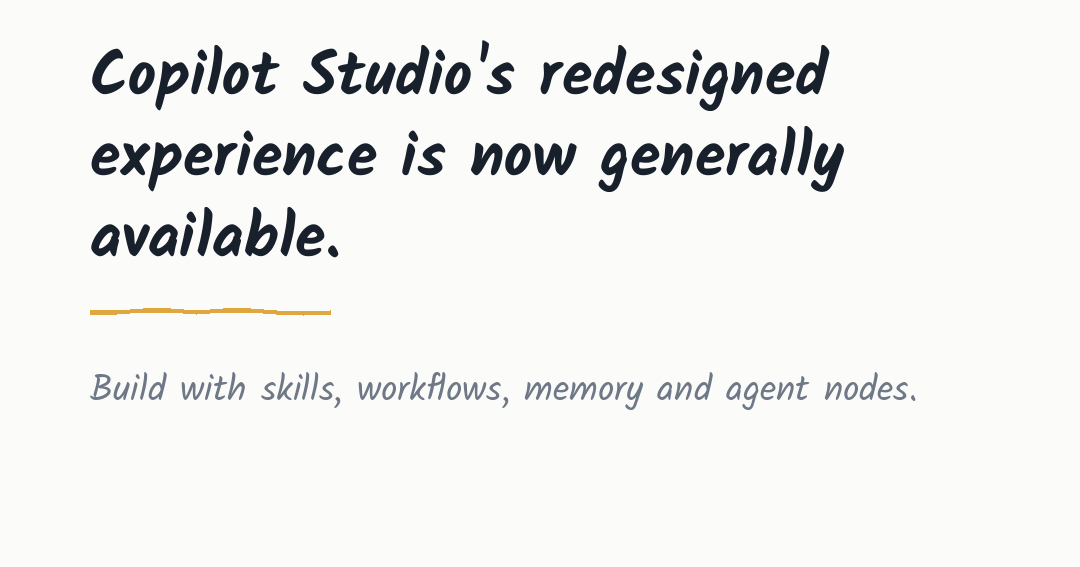 Copilot Studio's redesigned
experience is now generally
available.
Build with skills, workflows, memory and agent nodes.